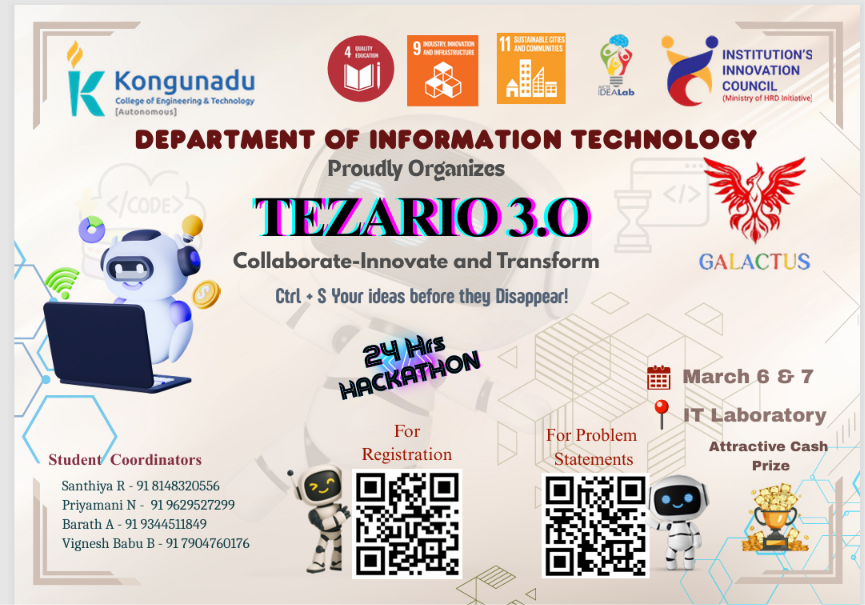 Kongunadu
College of Engineering & Technology
[Autonomous]
4 QUALITY EDUCATION
9 INDUSTRY, INNOVATION AND INFRASTRUCTURE
11 SUSTAINABLE CITIES AND COMMUNITIES
IDEALab
INSTITUTION'S
INNOVATION
COUNCIL
(Ministry of HRD Initiative)
DEPARTMENT OF INFORMATION TECHNOLOGY
Proudly Organizes
TEZARIO 3.O
Collaborate-Innovate and Transform
Ctrl + S Your ideas before they Disappear!
</CODE>
</>
GALACTUS
24 Hrs
HACKATHON
March 6 & 7
IT Laboratory
Attractive Cash
Prize
For
Registration
For Problem
Statements
Student Coordinators
Santhiya R - 91 8148320556
Priyamani N - 91 9629527299
Barath A - 91 9344511849
Vignesh Babu B - 91 7904760176